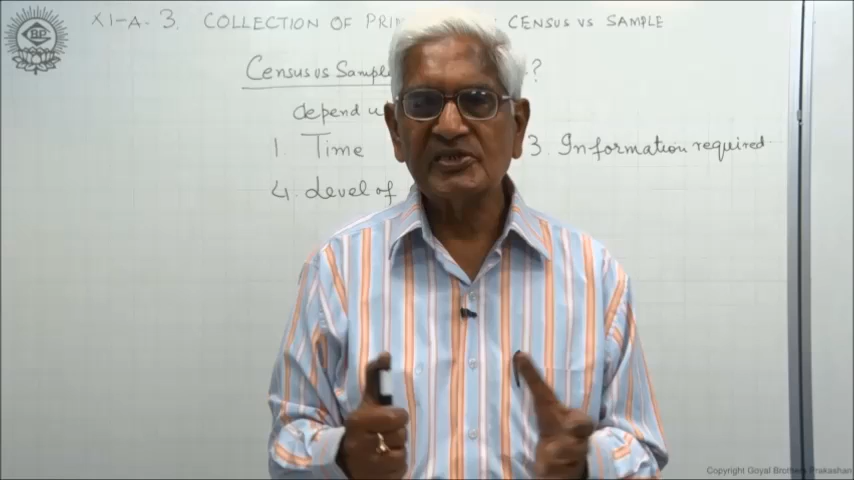 XI-A- 3. COLLECTION OF CENSUS VS SAMPLE
BP
Census vs Sample ?
depend
1. Time 3. Information required
4. Level of
Copyright Goyal Brothers Prakashan